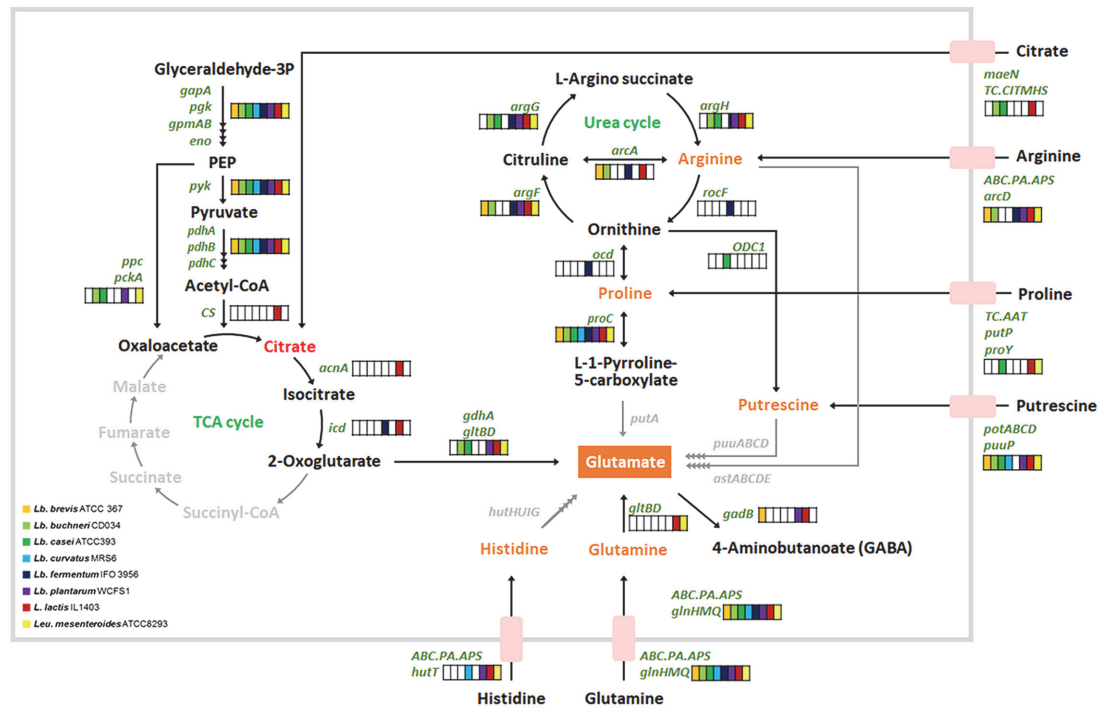 Glyceraldehyde-3P
gapA
pgk
gpmAB
eno
PEP
pyk
Pyruvate
pdhA
pdhB
pdhC
ppc
pckA
Acetyl-CoA
CS
Oxaloacetate
Citrate
acnA
Isocitrate
icd
2-Oxoglutarate
Malate
Fumarate
Succinate
Succinyl-CoA
TCA cycle
L-Argino succinate
argG
argH
Urea cycle
Citruline
arcA
Arginine
argF
rocF
Ornithine
ocd
ODC1
Proline
proC
L-1-Pyrroline-
5-carboxylate
putA
Putrescine
puuABCD
astABCDE
gdhA
gltBD
Glutamate
hutHUIG
gltBD
gadB
Histidine
Glutamine
4-Aminobutanoate (GABA)
ABC.PA.APS
glnHMQ
Citrate
maeN
TC.CITMHS
Arginine
ABC.PA.APS
arcD
Proline
TC.AAT
putP
proY
Putrescine
potABCD
puuP
Lb. brevis ATCC 367
Lb. buchneri CD034
Lb. casei ATCC393
Lb. curvatus MRS6
Lb. fermentum IFO 3956
Lb. plantarum WCFS1
L. lactis IL1403
Leu. mesenteroides ATCC8293
ABC.PA.APS
hutT
Histidine
ABC.PA.APS
glnHMQ
Glutamine